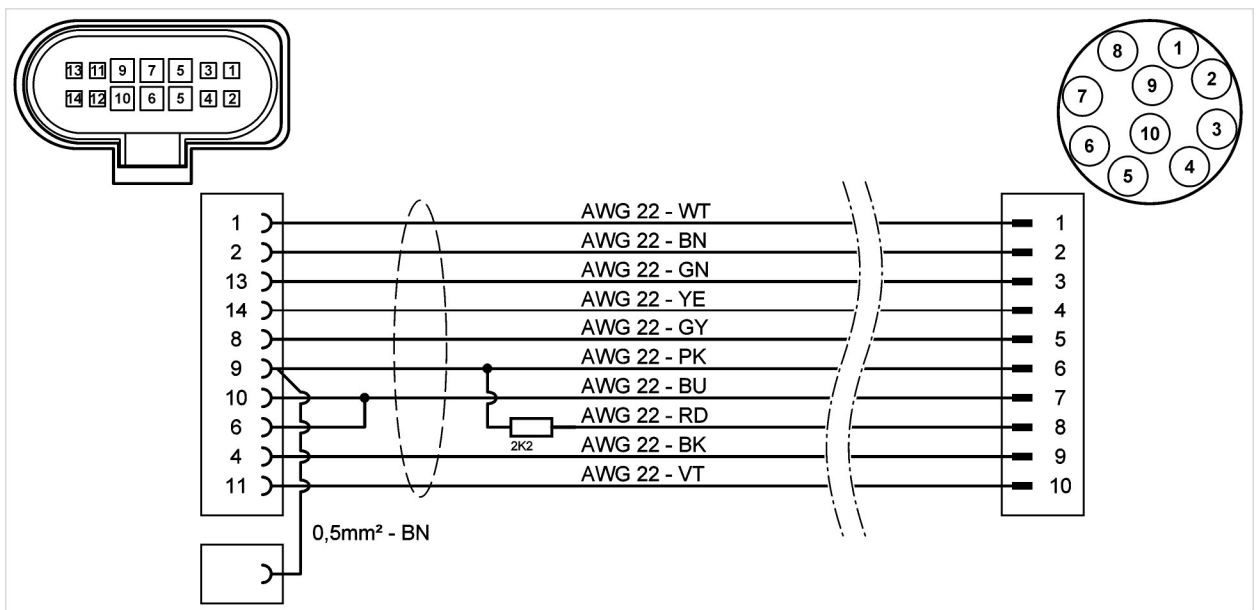 13 11 9 7 5 3 1
14 12 10 6 5 4 2
8 1
9 2
7
10 3
6 4
5
1 AWG 22 - WT 1
2 AWG 22 - BN 2
13 AWG 22 - GN 3
14 AWG 22 - YE 4
8 AWG 22 - GY 5
9 AWG 22 - PK 6
10 AWG 22 - BU 7
6 AWG 22 - RD 8
2K2
4 AWG 22 - BK 9
11 AWG 22 - VT 10
0,5mm² - BN